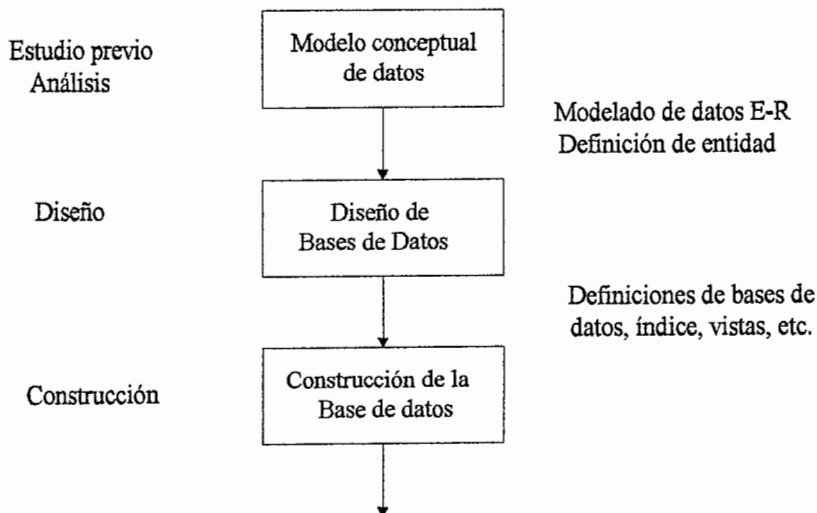 Estudio previo
Análisis
Modelo conceptual
de datos
Modelado de datos E-R
Definición de entidad
Diseño
Diseño de
Bases de Datos
Definiciones de bases de
datos, índice, vistas, etc.
Construcción
Construcción de la
Base de datos